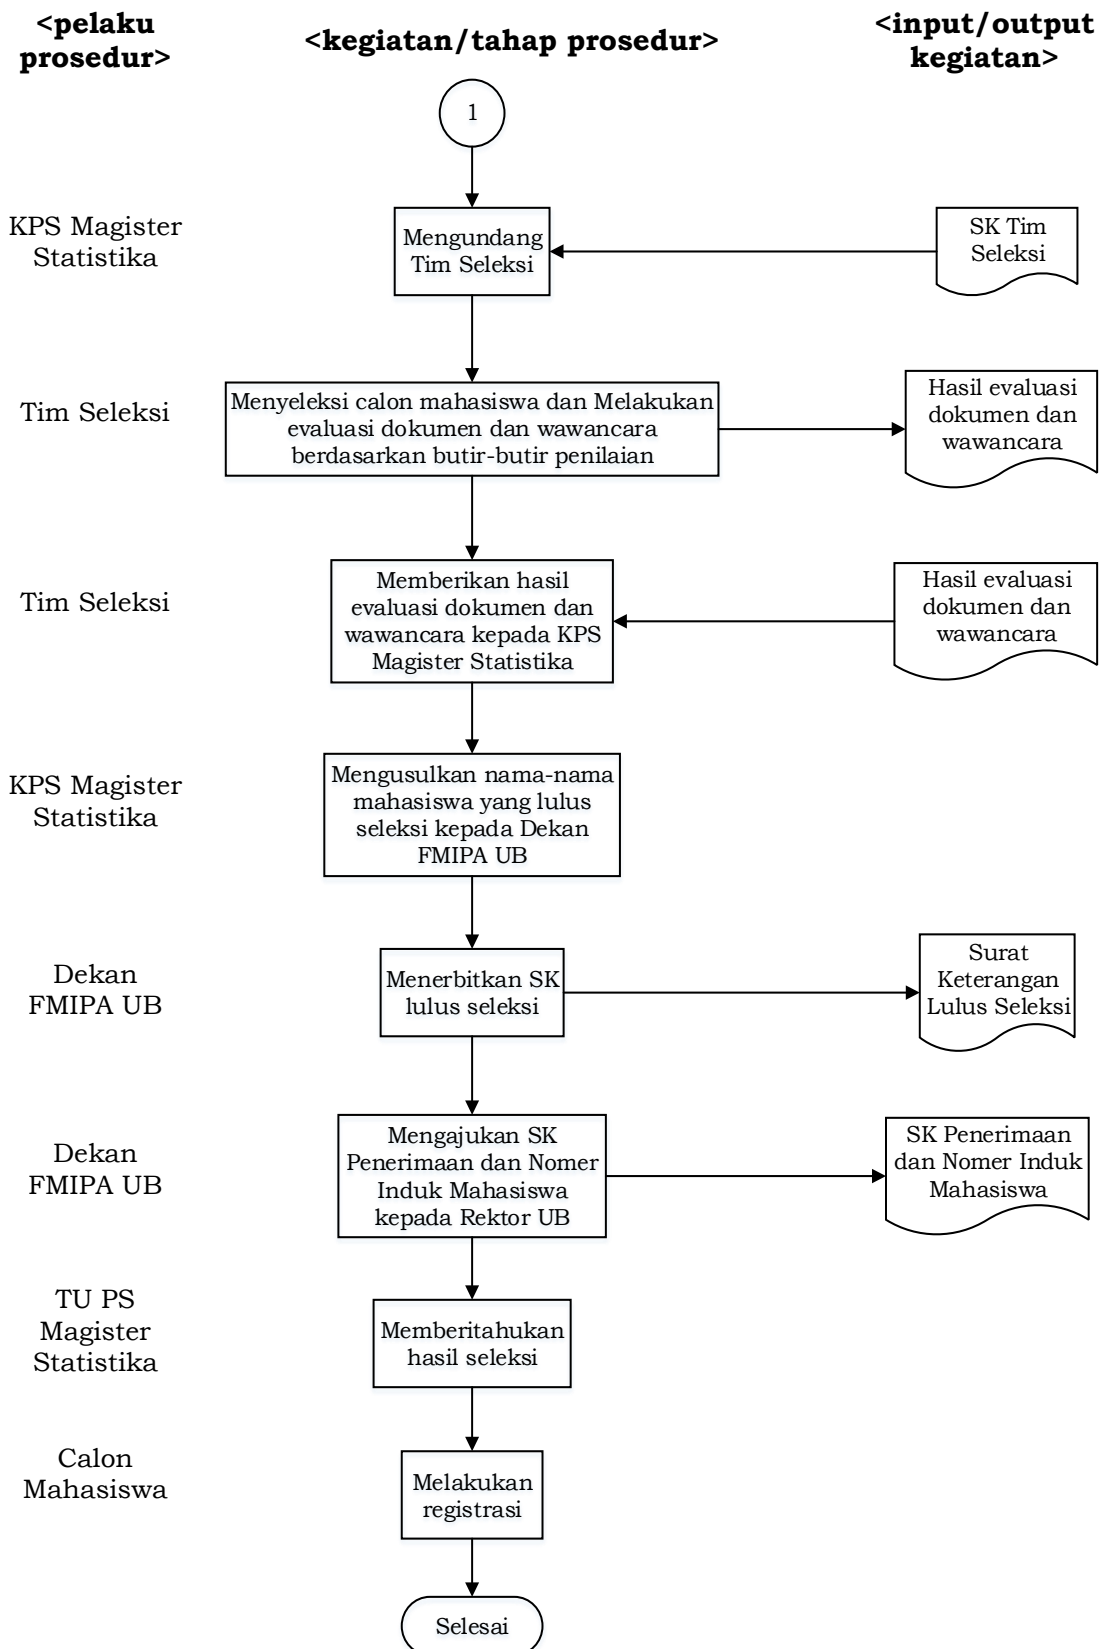 <pelaku
prosedur>
<kegiatan/tahap prosedur>
<input/output
kegiatan>
1
KPS Magister
Statistika
Mengundang
Tim Seleksi
SK Tim
Seleksi
Tim Seleksi
Menyeleksi calon mahasiswa dan Melakukan
evaluasi dokumen dan wawancara
berdasarkan butir-butir penilaian
Hasil evaluasi
dokumen dan
wawancara
Tim Seleksi
Memberikan hasil
evaluasi dokumen dan
wawancara kepada KPS
Magister Statistika
Hasil evaluasi
dokumen dan
wawancara
KPS Magister
Statistika
Mengusulkan nama-nama
mahasiswa yang lulus
seleksi kepada Dekan
FMIPA UB
Dekan
FMIPA UB
Menerbitkan SK
lulus seleksi
Surat
Keterangan
Lulus Seleksi
Dekan
FMIPA UB
Mengajukan SK
Penerimaan dan Nomer
Induk Mahasiswa
kepada Rektor UB
SK Penerimaan
dan Nomer Induk
Mahasiswa
TU PS
Magister
Statistika
Memberitahukan
hasil seleksi
Calon
Mahasiswa
Melakukan
registrasi
Selesai